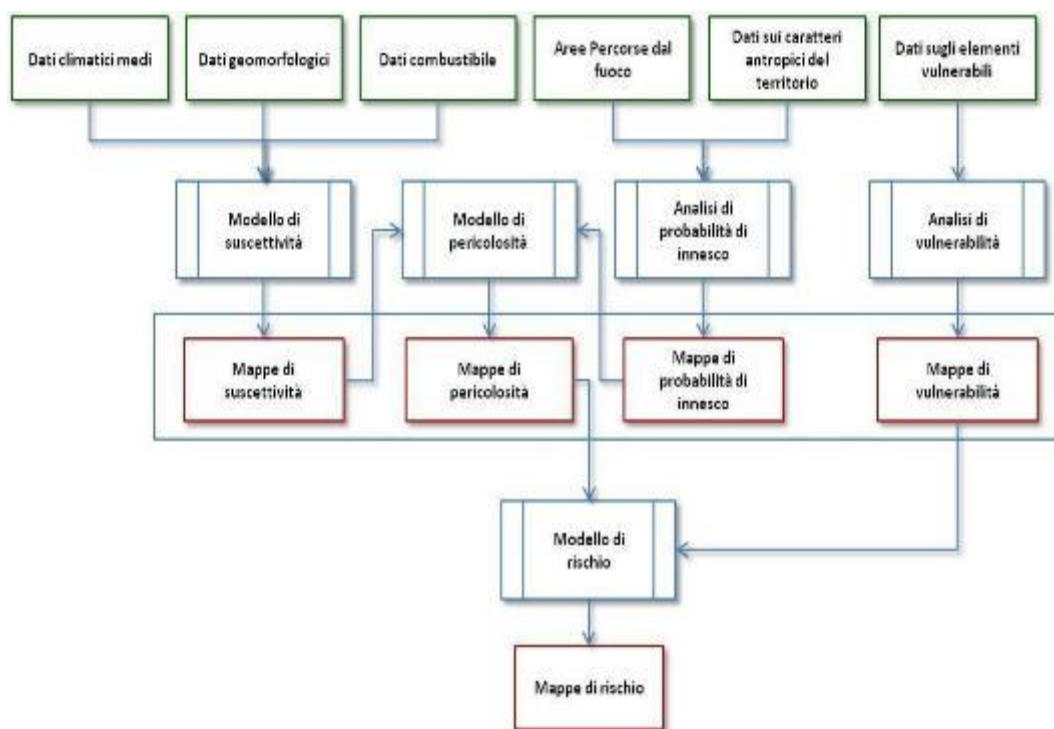 Dati climatici medi
Dati geomorfologici
Dati combustibile
Aree Percorse dal
fuoco
Dati sui caratteri
antropici del
territorio
Dati sugli elementi
vulnerabili
Modello di
suscettività
Modello di
pericolosità
Analisi di
probabilità di
innesco
Analisi di
vulnerabilità
Mappe di
suscettività
Mappe di
pericolosità
Mappe di
probabilità di
innesco
Mappe di
vulnerabilità
Modello di
rischio
Mappe di rischio